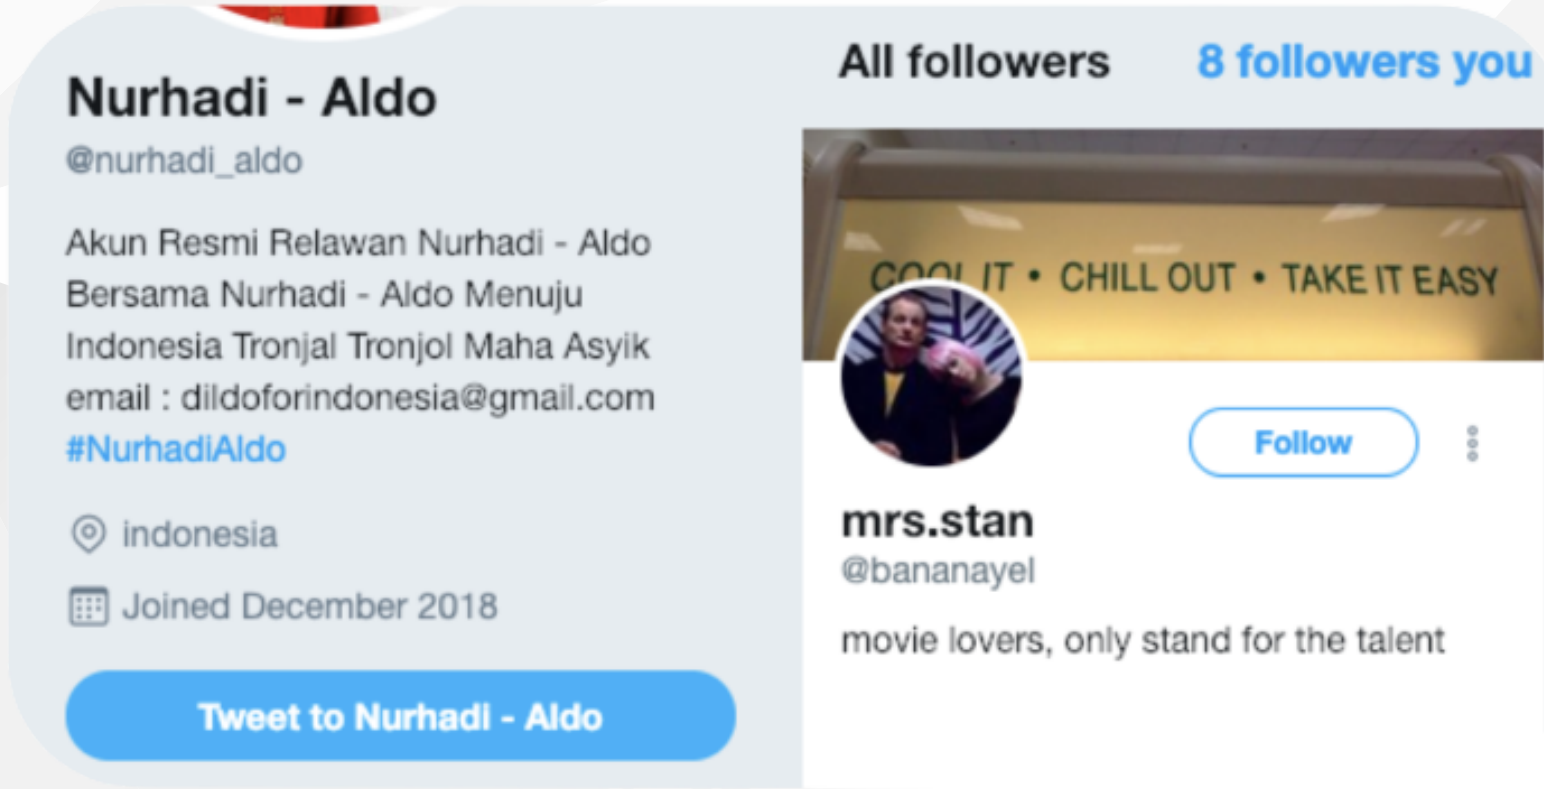 Nurhadi - Aldo
@nurhadi_aldo
Akun Resmi Relawan Nurhadi - Aldo
Bersama Nurhadi - Aldo Menuju
Indonesia Tronjal Tronjol Maha Asyik
email : dildoforindonesia@gmail.com
#NurhadiAldo
indonesia
Joined December 2018
Tweet to Nurhadi - Aldo
All followers
8 followers you
COOL IT • CHILL OUT • TAKE IT EASY
Follow
mrs.stan
@bananayel
movie lovers, only stand for the talent